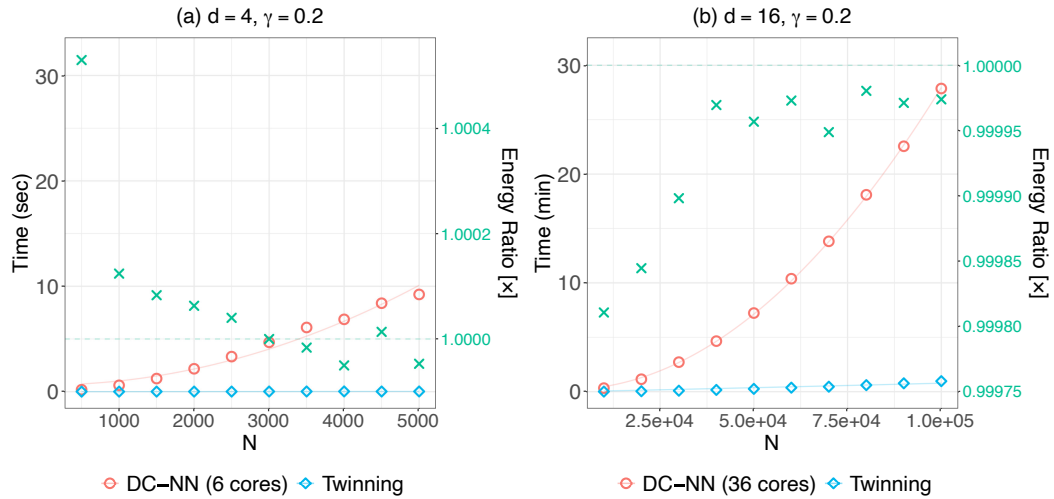 (a) d = 4, γ = 0.2
Time (sec)
30
20
10
0
1.0004
1.0002
1.0000
Energy Ratio [×]
1000 2000 3000 4000 5000
N
DC−NN (6 cores) Twinning
(b) d = 16, γ = 0.2
Time (min)
30
20
10
0
1.00000
0.99995
0.99990
0.99985
0.99980
0.99975
Energy Ratio [×]
2.5e+04 5.0e+04 7.5e+04 1.0e+05
N
DC−NN (36 cores) Twinning